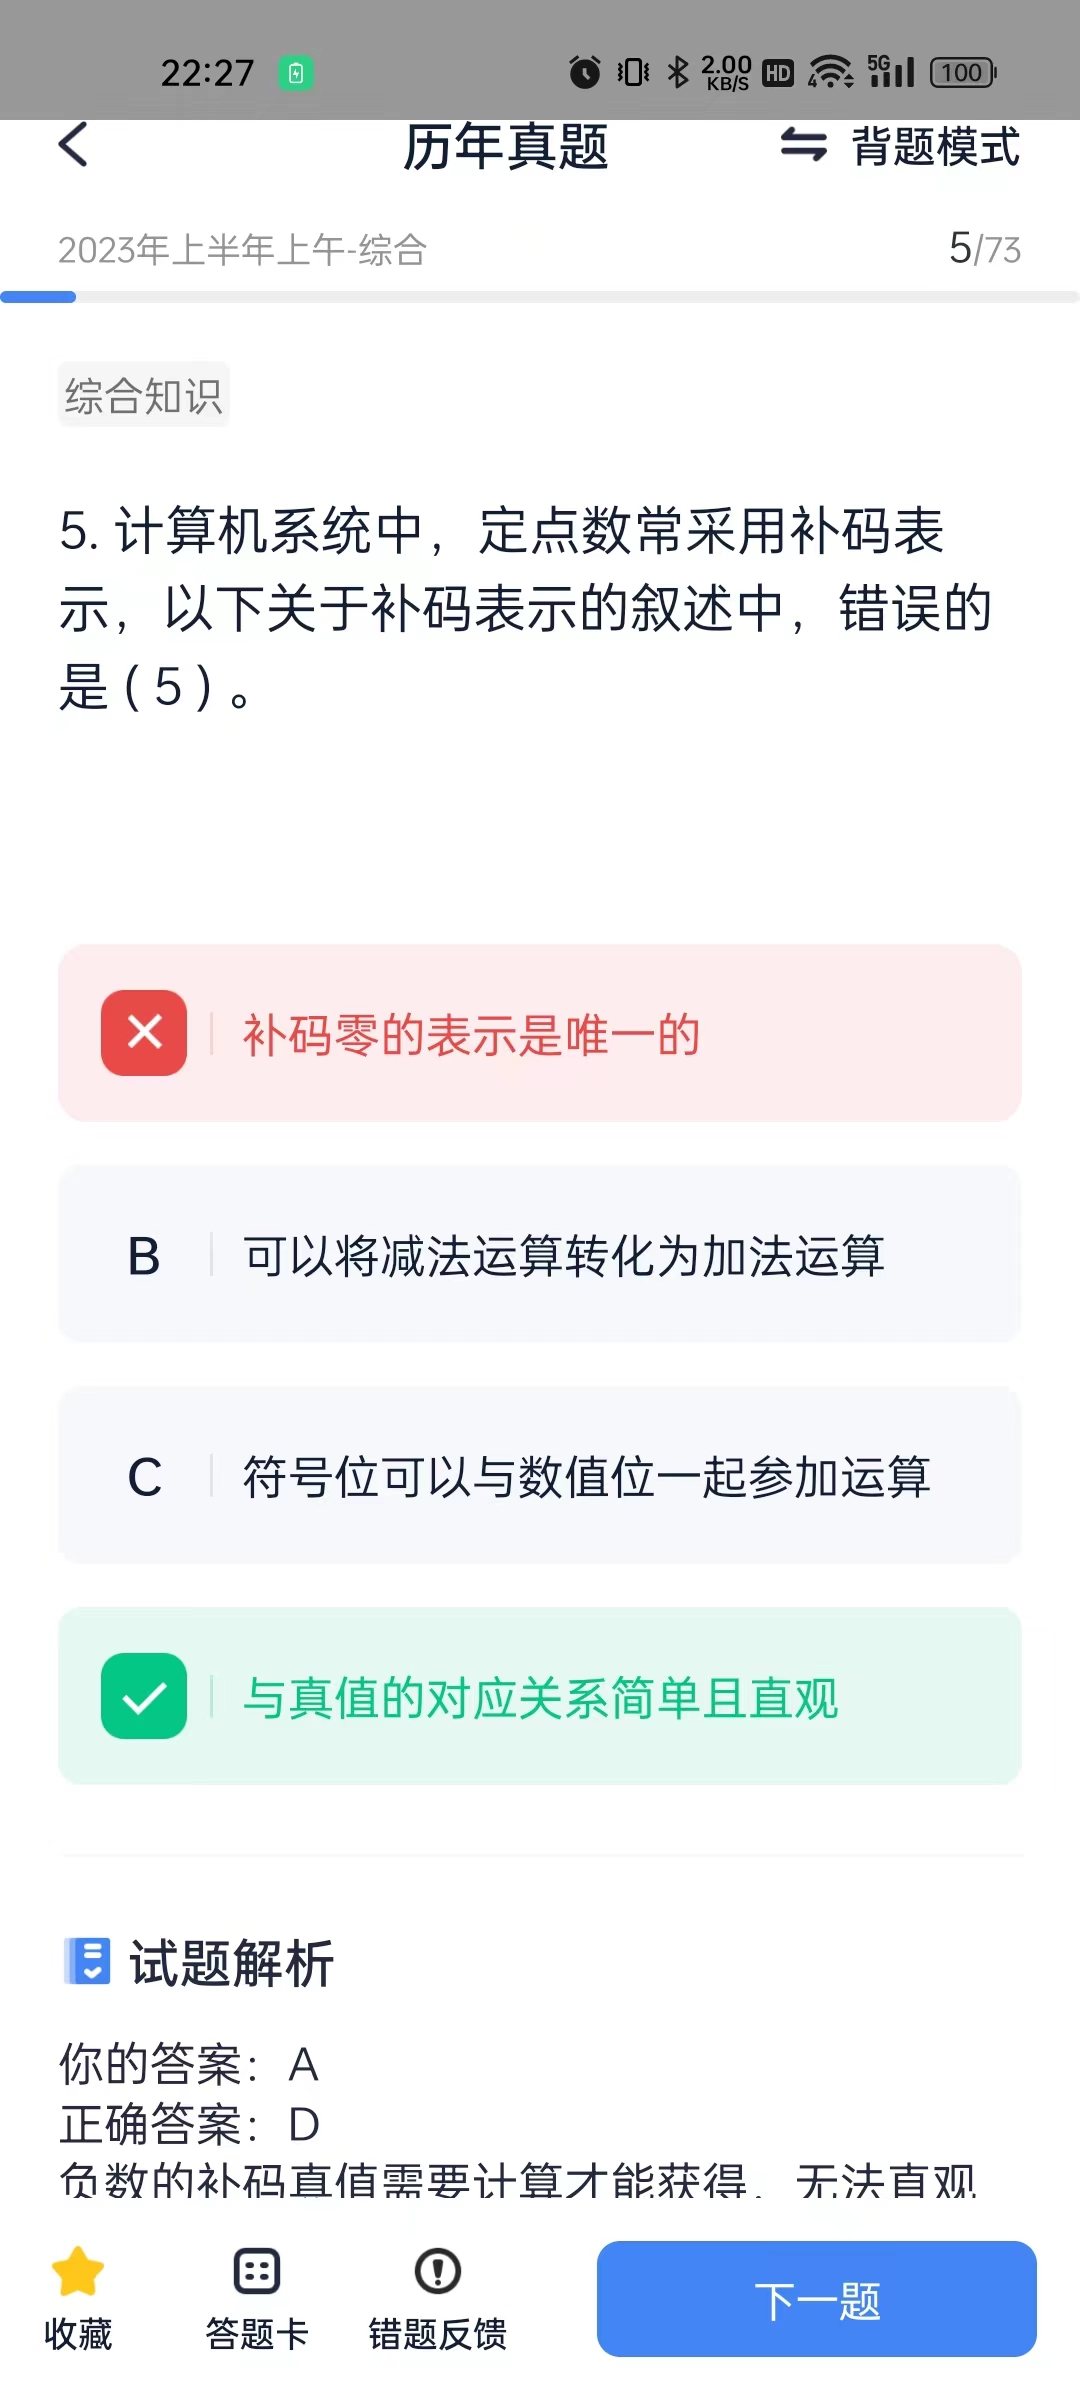 22:27
2.00 KB/S HD 4 5G 100
历年真题
背题模式
2023年上半年上午-综合
5/73
综合知识
5. 计算机系统中，定点数常采用补码表
示，以下关于补码表示的叙述中，错误的
是 ( 5 ) 。
补码零的表示是唯一的
B
可以将减法运算转化为加法运算
C
符号位可以与数值位一起参加运算
与真值的对应关系简单且直观
试题解析
你的答案：A
正确答案：D
负数的补码真值需要计算才能获得，无法直观
收藏
答题卡
错题反馈
下一题